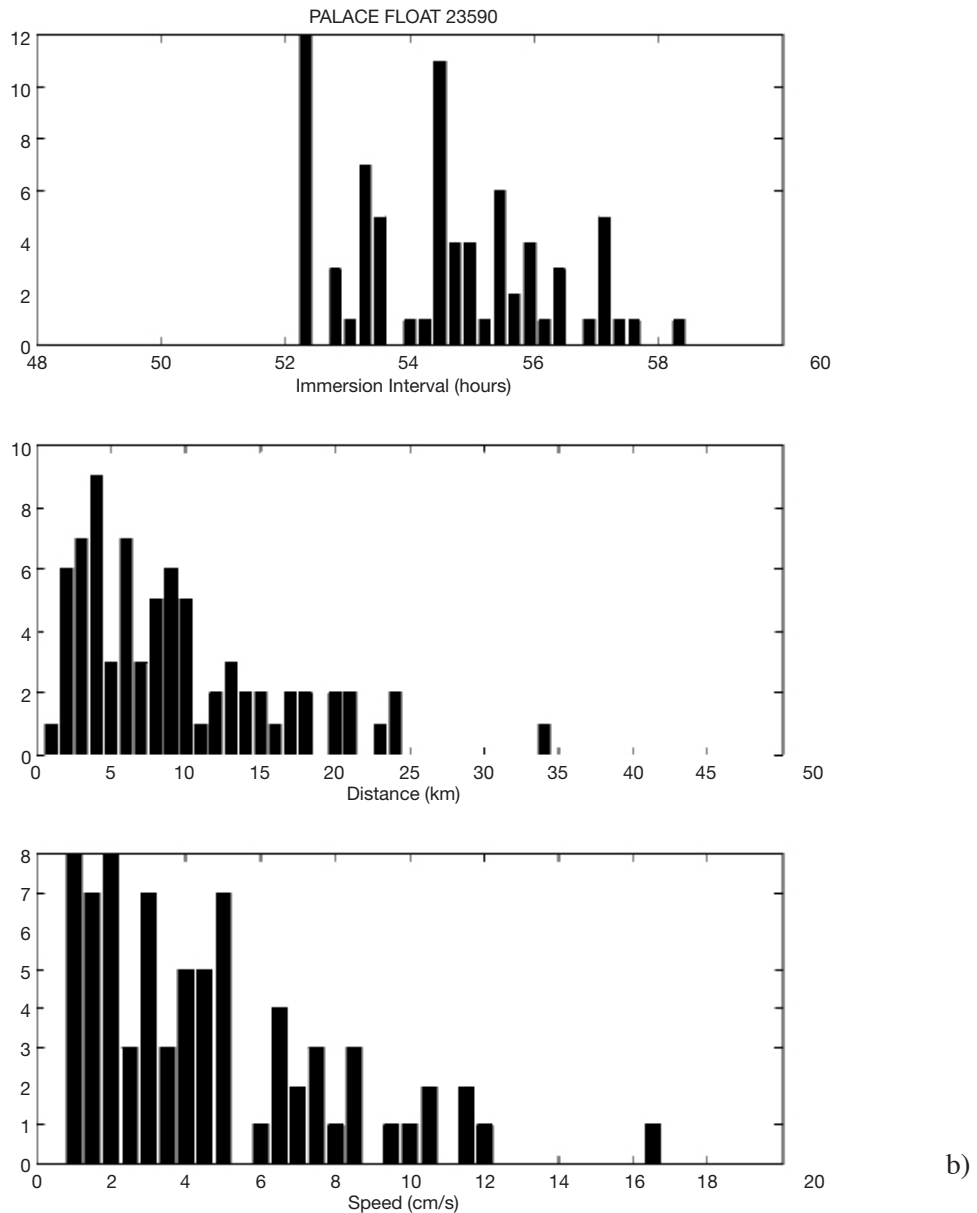 PALACE FLOAT 23590
12
10
8
6
4
2
0
48 50 52 54 56 58 60
Immersion Interval (hours)
10
8
6
4
2
0
0 5 10 15 20 25 30 35 40 45 50
Distance (km)
8
7
6
5
4
3
2
1
0
0 2 4 6 8 10 12 14 16 18 20
Speed (cm/s)
b)